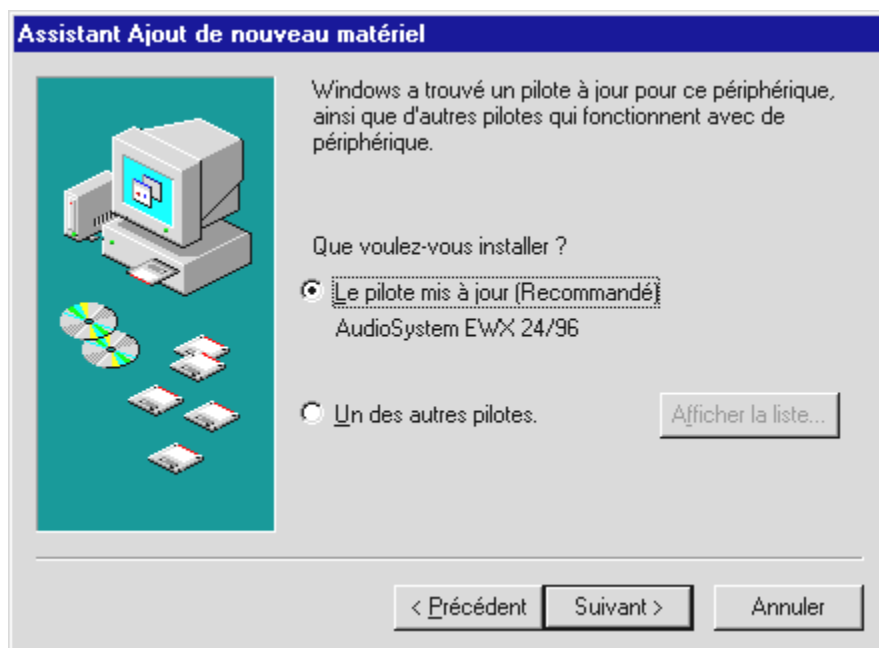 Assistant Ajout de nouveau matériel
Windows a trouvé un pilote à jour pour ce périphérique,
ainsi que d'autres pilotes qui fonctionnent avec de
périphérique.
Que voulez-vous installer ?
Le pilote mis à jour (Recommandé)
AudioSystem EWX 24/96
Un des autres pilotes.
Afficher la liste...
< Précédent
Suivant >
Annuler